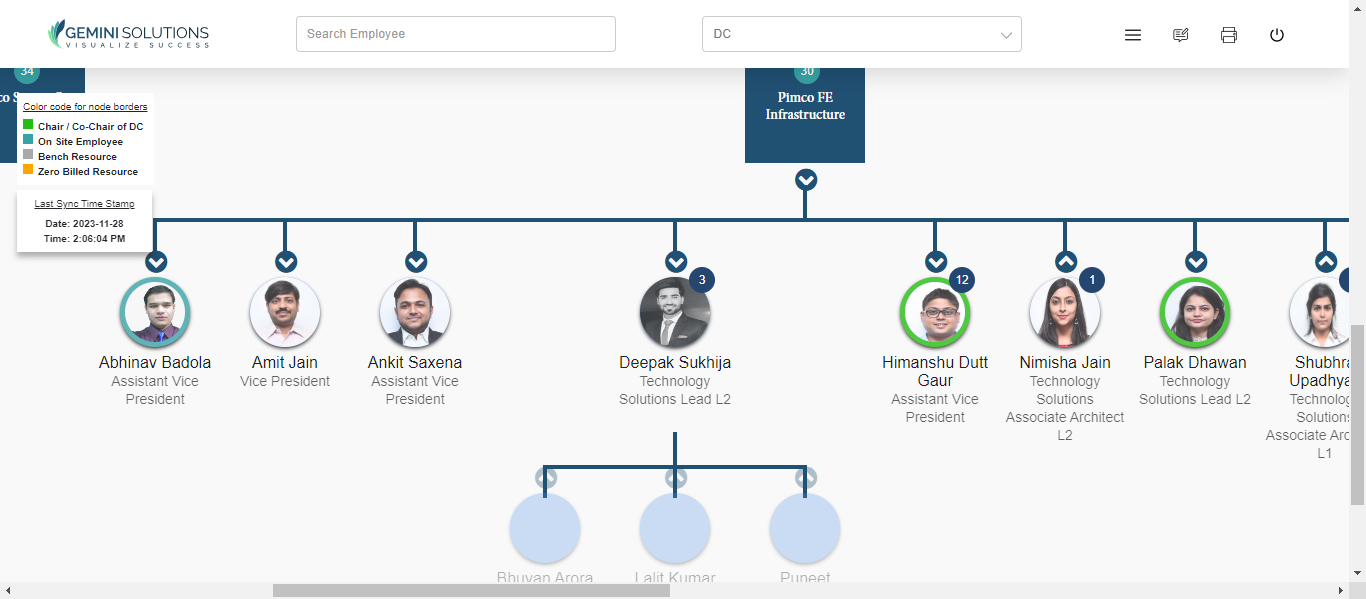 GEMINI SOLUTIONS
VISUALIZE SUCCESS
Search Employee
DC
34
30
Pimco FE
Infrastructure
Color code for node borders
Chair / Co-Chair of DC
On Site Employee
Bench Resource
Zero Billed Resource
Last Sync Time Stamp
Date: 2023-11-28
Time: 2:06:04 PM
3
12
1
Abhinav Badola
Assistant Vice
President
Amit Jain
Vice President
Ankit Saxena
Assistant Vice
President
Deepak Sukhija
Technology
Solutions Lead L2
Himanshu Dutt
Gaur
Assistant Vice
President
Nimisha Jain
Technology
Solutions
Associate Architect
L2
Palak Dhawan
Technology
Solutions Lead L2
Shubhra
Upadhya
Technolog
Solutions
Associate Arc
L1
Bhuvan Arora
Lalit Kumar
Puneet